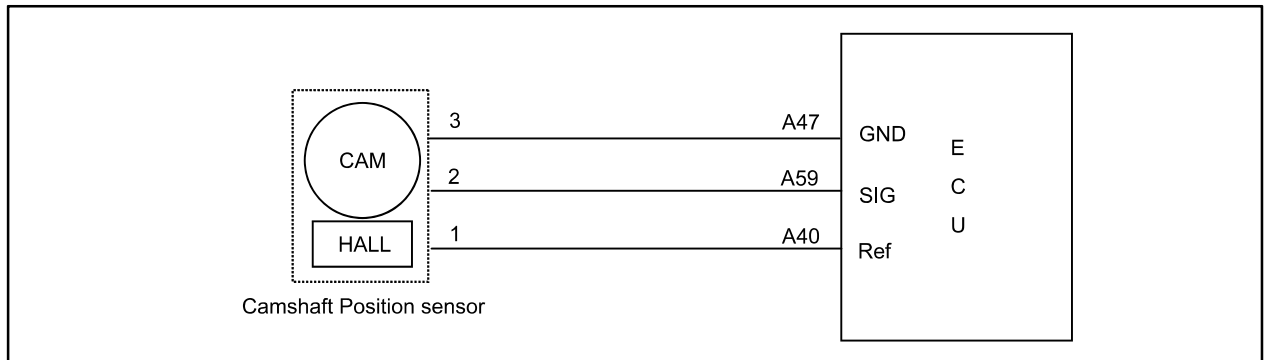 3
A47
GND
CAM
E
2
A59
SIG
C
U
1
A40
HALL
Ref
Camshaft Position sensor